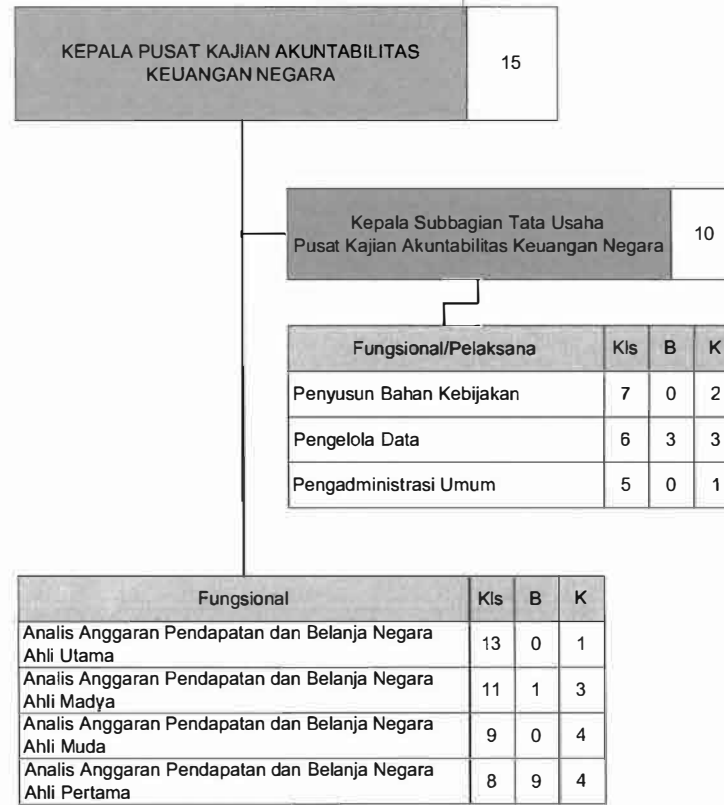 KEPALA PUSAT KAJIAN AKUNTABILITAS
KEUANGAN NEGARA
15
Kepala Subbagian Tata Usaha
Pusat Kajian Akuntabilitas Keuangan Negara
10
Fungsional/Pelaksana Kls B K
Penyusun Bahan Kebijakan 7 0 2
Pengelola Data 6 3 3
Pengadministrasi Umum 5 0 1
Fungsional Kls B K
Analis Anggaran Pendapatan dan Belanja Negara
Ahli Utama 13 0 1
Analis Anggaran Pendapatan dan Belanja Negara
Ahli Madya 11 1 3
Analis Anggaran Pendapatan dan Belanja Negara
Ahli Muda 9 0 4
Analis Anggaran Pendapatan dan Belanja Negara
Ahli Pertama 8 9 4